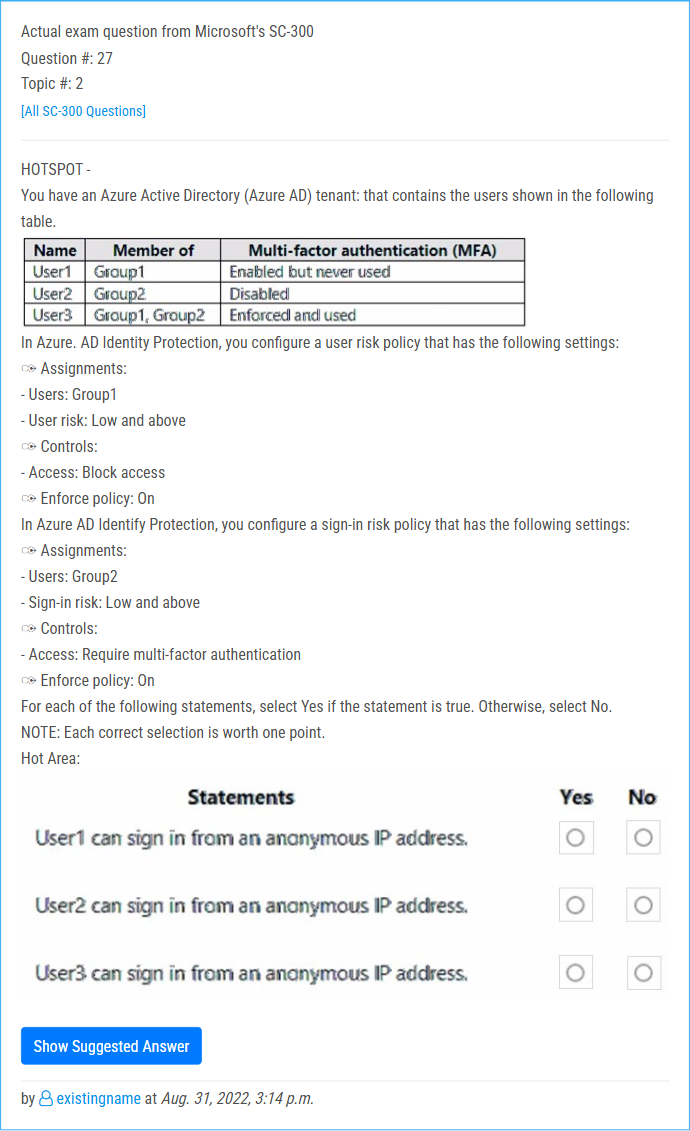 Actual exam question from Microsoft's SC-300
Question #: 27
Topic #: 2
[All SC-300 Questions]
HOTSPOT -
You have an Azure Active Directory (Azure AD) tenant: that contains the users shown in the following
table.
Name Member of Multi-factor authentication (MFA)
User1 Group1 Enabled but never used
User2 Group2 Disabled
User3 Group1, Group2 Enforced and used
In Azure. AD Identity Protection, you configure a user risk policy that has the following settings:
Assignments:
- Users: Group1
- User risk: Low and above
Controls:
- Access: Block access
Enforce policy: On
In Azure AD Identify Protection, you configure a sign-in risk policy that has the following settings:
Assignments:
- Users: Group2
- Sign-in risk: Low and above
Controls:
- Access: Require multi-factor authentication
Enforce policy: On
For each of the following statements, select Yes if the statement is true. Otherwise, select No.
NOTE: Each correct selection is worth one point.
Hot Area:
Statements Yes No
User1 can sign in from an anonymous IP address.
User2 can sign in from an anonymous IP address.
User3 can sign in from an anonymous IP address.
Show Suggested Answer
by existingname at Aug. 31, 2022, 3:14 p.m.